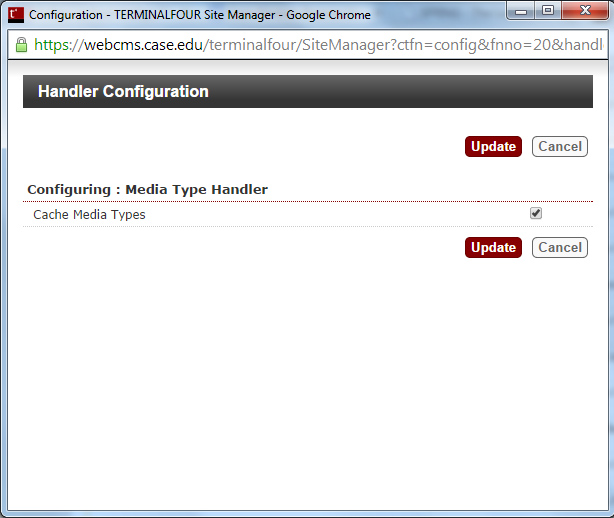 Configuration - TERMINALFOUR Site Manager - Google Chrome
https://webcms.case.edu/terminalfour/SiteManager?ctfn=config&fnno=20&handl
Handler Configuration
Update Cancel
Configuring : Media Type Handler
Cache Media Types
Update Cancel